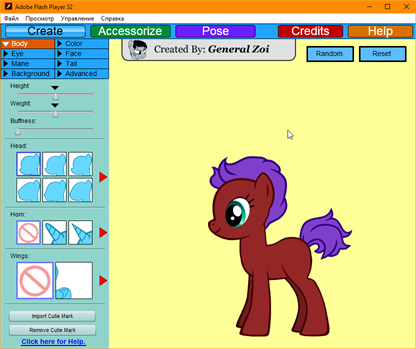 Adobe Flash Player 32
Файл Просмотр Управление Справка
Create Accessorize Pose Credits Help
Body Color
Eye Face
Mane Tail
Background Advanced
Created By: General Zoi
Random Reset
Height:
Weight:
Buffness:
Head:
Horn:
Wings:
Import Cutie Mark
Remove Cutie Mark
Click here for Help.